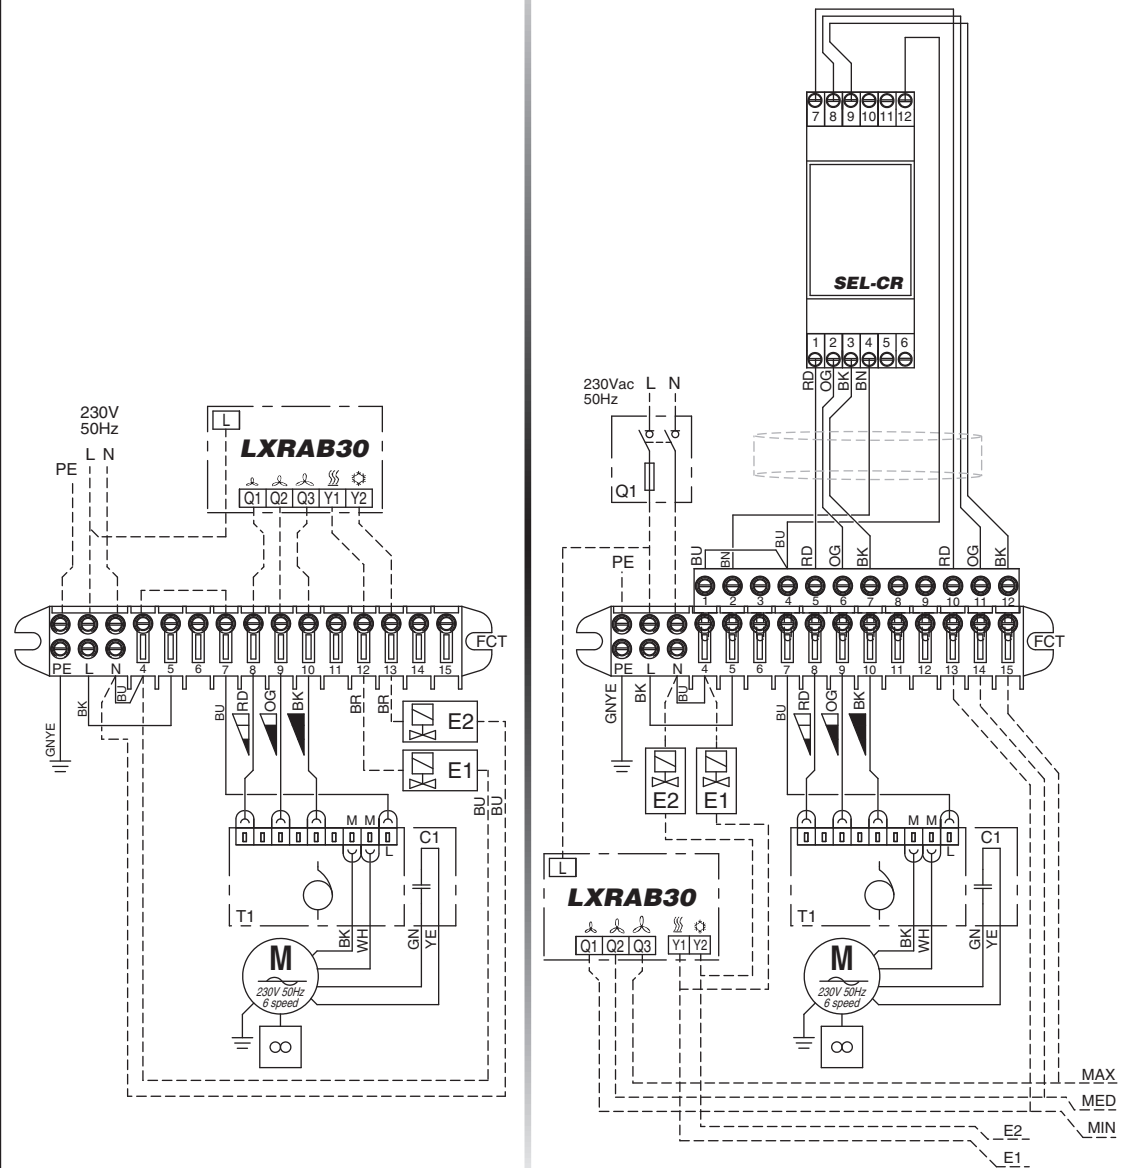 230V
50Hz
PE
L N
L
LXRAB30
Q1 Q2 Q3 Y1 Y2
FCT
PE L N 4 5 6 7 8 9 10 11 12 13 14 15
GNYE
BK
BU
BU
RD
OG
BK
BR
BR
E2
E1
BU
BU
M M
L
C1
T1
BK
WH
GN
YE
M
230V 50Hz
6 speed
7 8 9 10 11 12
SEL-CR
1 2 3 4 5 6
RD
OG
BK
BN
230Vac
50Hz
L N
Q1
PE
BU
BN
BU
RD
OG
BK
RD
OG
BK
1 2 3 4 5 6 7 8 9 10 11 12
FCT
PE L N 4 5 6 7 8 9 10 11 12 13 14 15
GNYE
BK
BU
BU
RD
OG
BK
E2
E1
M M
L
C1
T1
L
LXRAB30
Q1 Q2 Q3 Y1 Y2
BK
WH
GN
YE
M
230V 50Hz
6 speed
MAX
MED
MIN
E2
E1